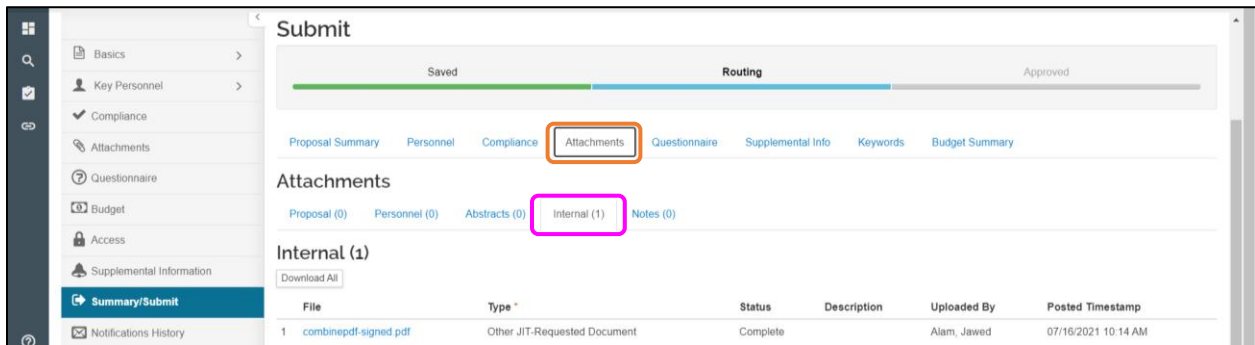 Submit
Basics
Key Personnel
Compliance
Attachments
Questionnaire
Budget
Access
Supplemental Information
Summary/Submit
Notifications History
Saved Routing Approved
Proposal Summary Personnel Compliance Attachments Questionnaire Supplemental Info Keywords Budget Summary
Attachments
Proposal (0) Personnel (0) Abstracts (0) Internal (1) Notes (0)
Internal (1)
Download All
File Type Status Description Uploaded By Posted Timestamp
1 combinepdf-signed.pdf Other JIT-Requested Document Complete Alam, Jawed 07/16/2021 10:14 AM